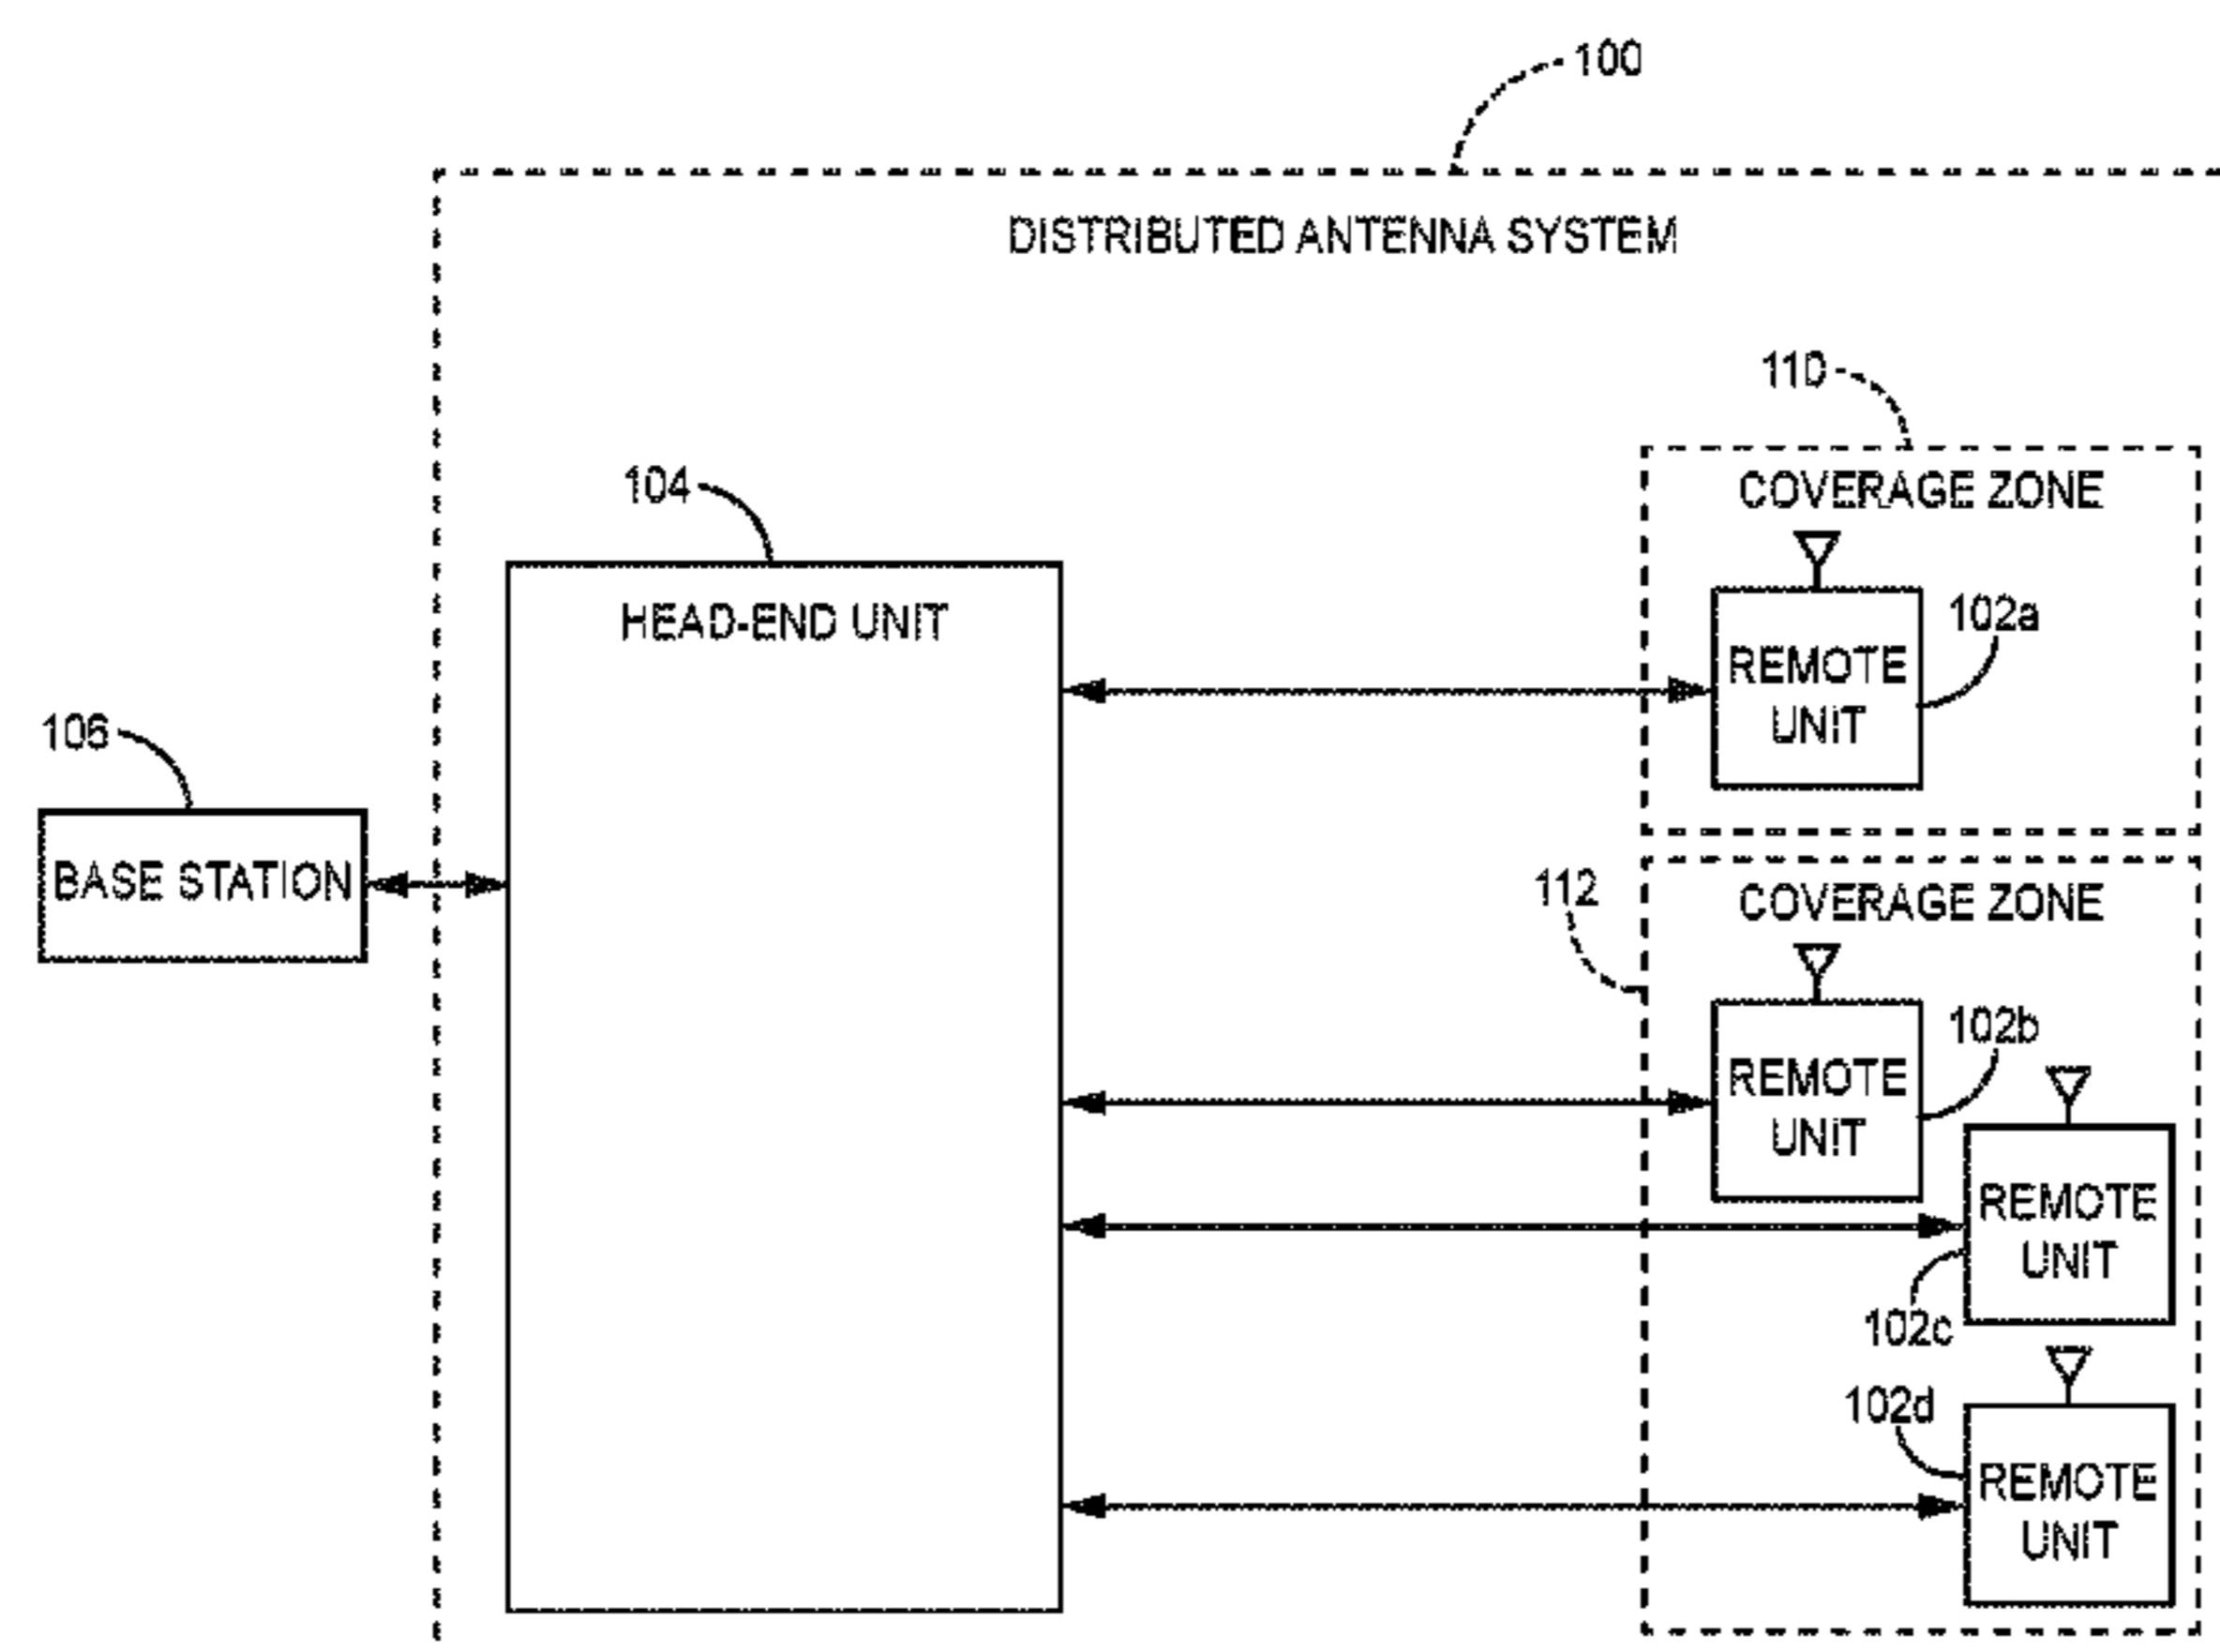 100
DISTRIBUTED ANTENNA SYSTEM
110
COVERAGE ZONE
104
HEAD-END UNIT
102a
REMOTE
UNIT
106
BASE STATION
112
COVERAGE ZONE
102b
REMOTE
UNIT
REMOTE
UNIT
102c
102d
REMOTE
UNIT